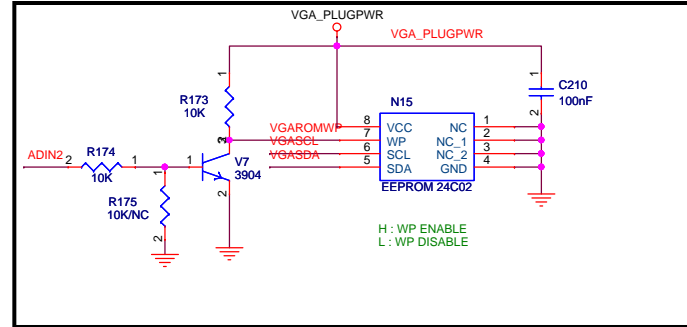 VGA_PLUGPWR
VGA_PLUGPWR
1
R173
10K
2
3
1
C210
100nF
2
N15
VGAROMWP
8
VCC
NC
1
7
WP
NC_1
2
VGASCL
6
SCL
NC_2
3
VGASDA
5
SDA
GND
4
EEPROM 24C02
ADIN2
2
R174
10K
1
1
V7
3904
2
1
R175
10K/NC
2
H : WP ENABLE
L : WP DISABLE